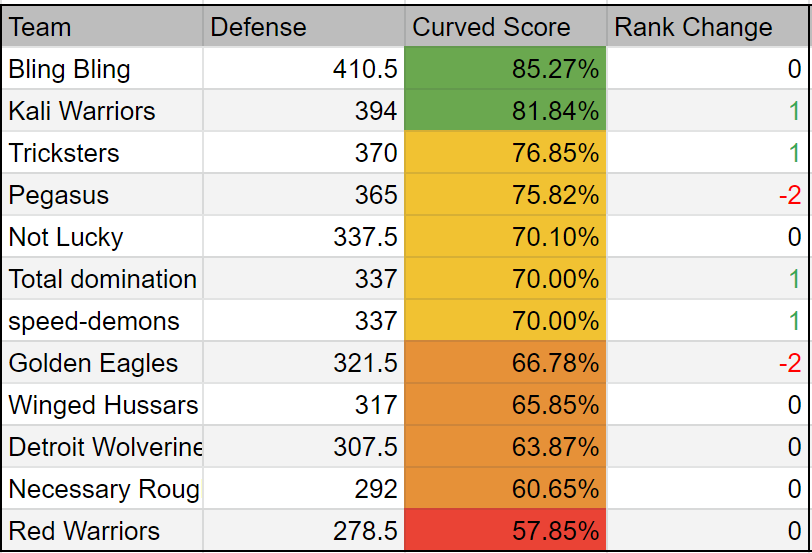 Team Defense Curved Score Rank Change
Bling Bling 410.5 85.27% 0
Kali Warriors 394 81.84% 1
Tricksters 370 76.85% 1
Pegasus 365 75.82% -2
Not Lucky 337.5 70.10% 0
Total domination 337 70.00% 1
speed-demons 337 70.00% 1
Golden Eagles 321.5 66.78% -2
Winged Hussars 317 65.85% 0
Detroit Wolverine 307.5 63.87% 0
Necessary Roug 292 60.65% 0
Red Warriors 278.5 57.85% 0